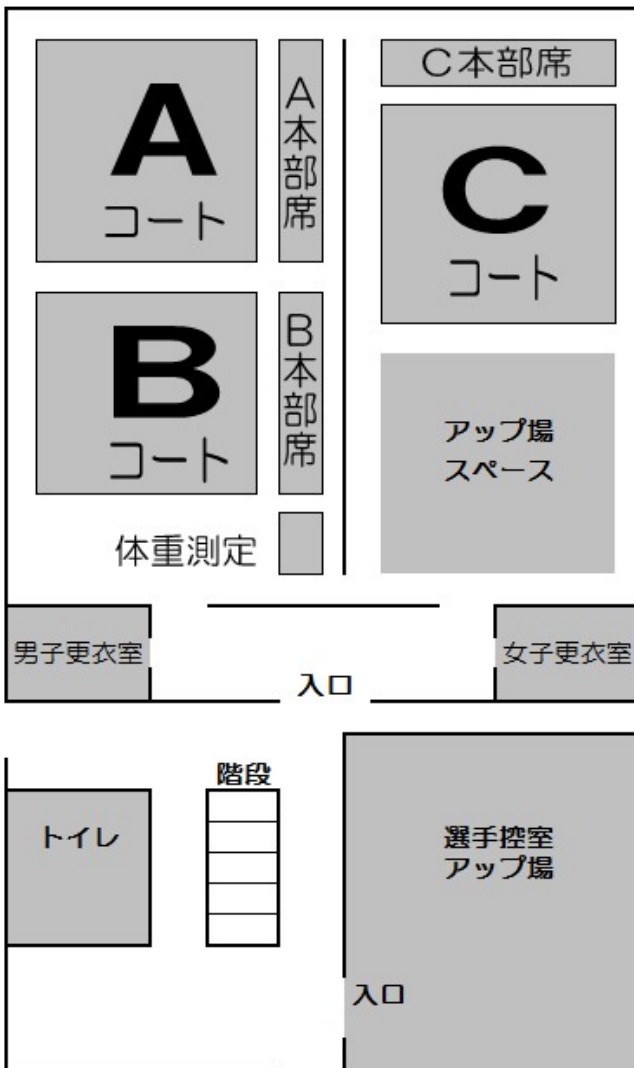 A
コート
A本部席
C本部席
C
コート
B
コート
B本部席
アップ場
スペース
体重測定
男子更衣室
入口
女子更衣室
階段
トイレ
選手控室
アップ場
入口